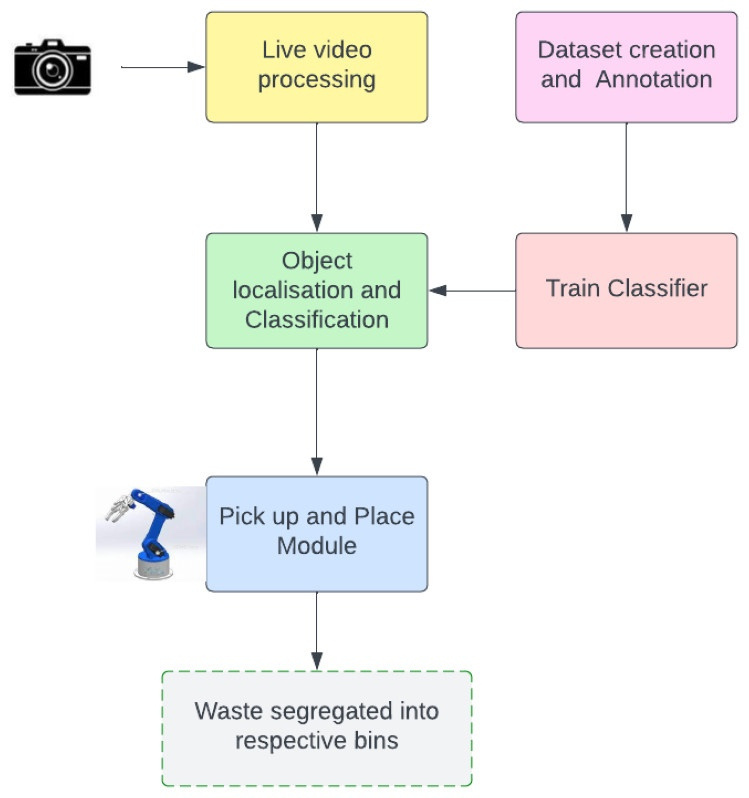 Live video
processing
Dataset creation
and Annotation
Object
localisation and
Classification
Train Classifier
Pick up and Place
Module
Waste segregated into
respective bins